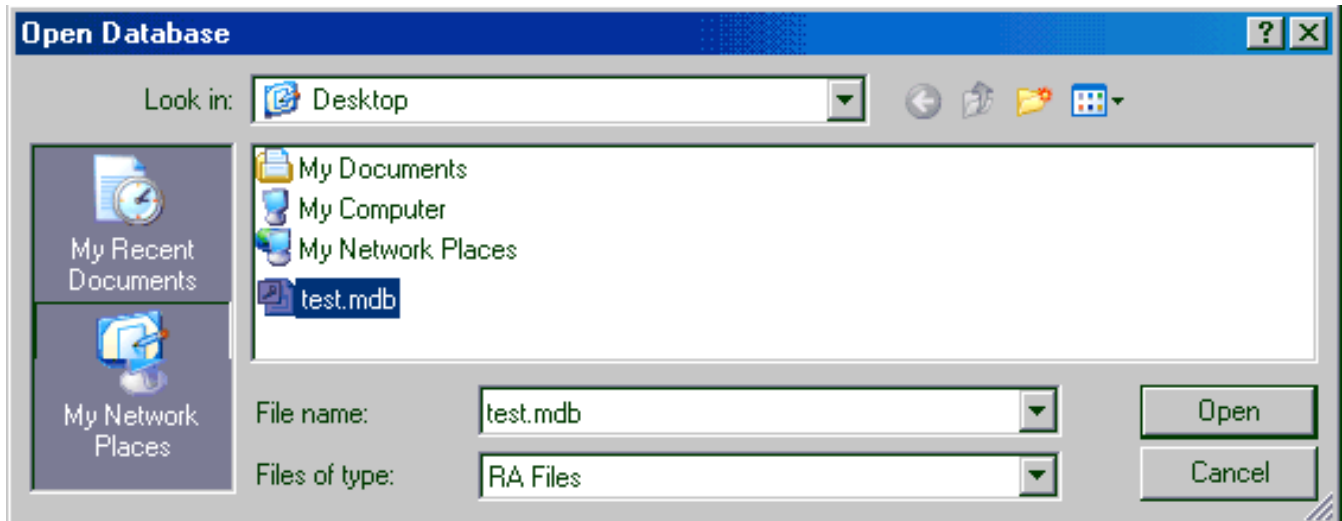 Open Database
Look in: Desktop
My Recent
Documents
My Network
Places
My Documents
My Computer
My Network Places
test.mdb
File name: test.mdb Open
Files of type: RA Files Cancel